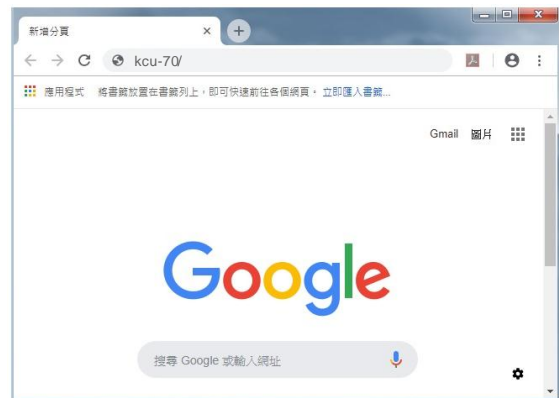 新增分頁
kcu-70/
應用程式 將書籤放置在書籤列上，即可快速前往各個網頁。立即匯入書籤...
Gmail 圖片
Google
搜尋 Google 或輸入網址